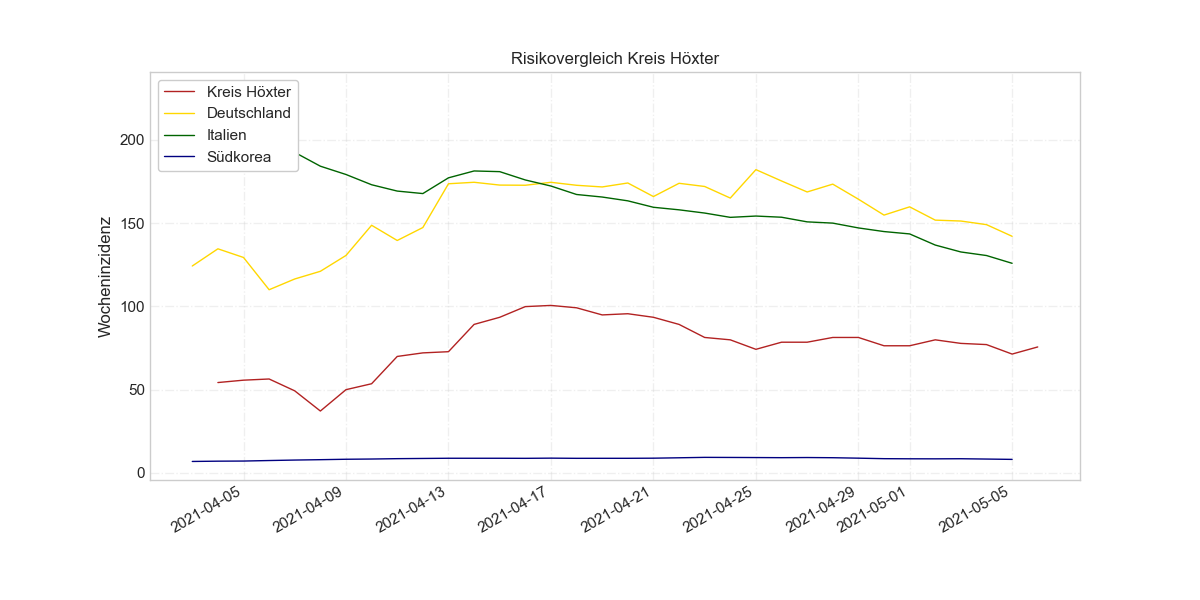 Risikovergleich Kreis Höxter
Kreis Höxter
Deutschland
Italien
Südkorea
Wocheninzidenz
200
150
100
50
0
2021-04-05
2021-04-09
2021-04-13
2021-04-17
2021-04-21
2021-04-25
2021-04-29
2021-05-01
2021-05-05